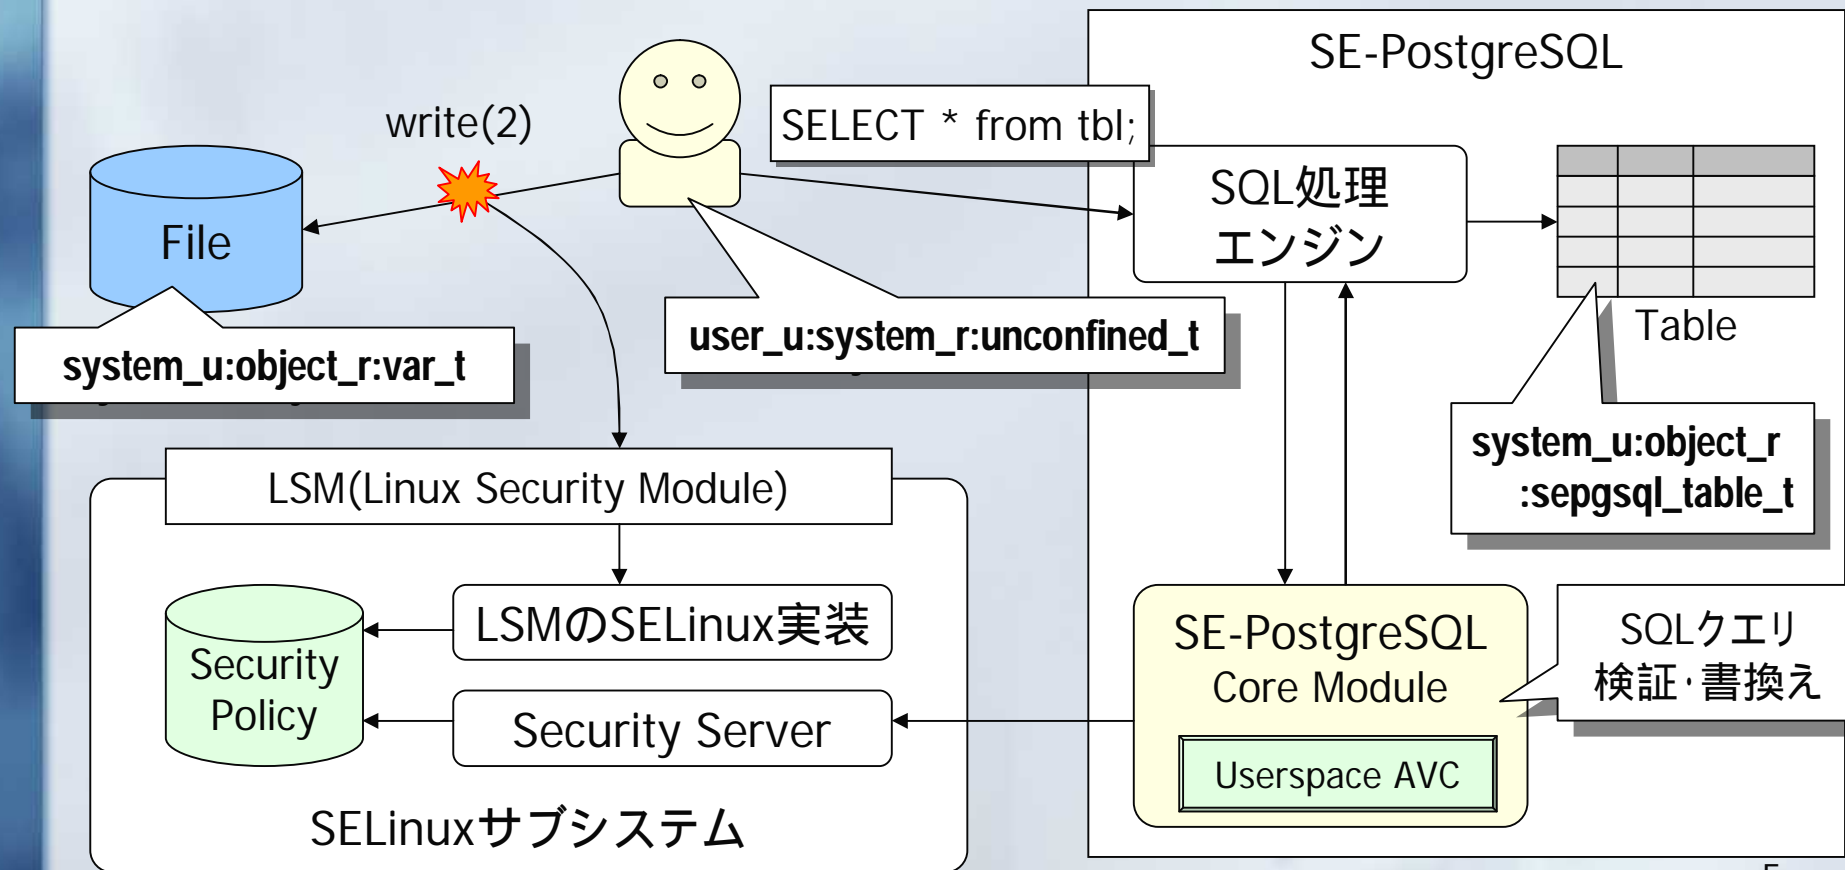 SE-PostgreSQL
write(2)
SELECT * from tbl;
SQL処理
エンジン
File
Table
user_u:system_r:unconfined_t
system_u:object_r:var_t
system_u:object_r
:sepgsql_table_t
LSM(Linux Security Module)
LSMのSELinux実装
Security
Policy
Security Server
SELinuxサブシステム
SE-PostgreSQL
Core Module
Userspace AVC
SQLクエリ
検証・書換え